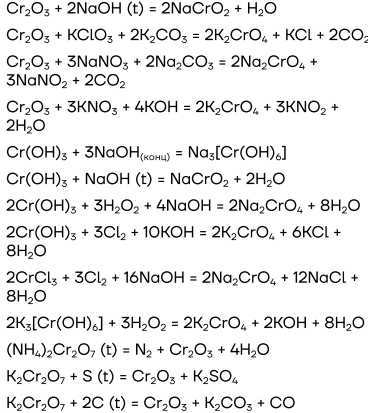 Cr₂O₃ + 2NaOH (t) = 2NaCrO₂ + H₂O
Cr₂O₃ + KClO₃ + 2K₂CO₃ = 2K₂CrO₄ + KCl + 2CO₂
Cr₂O₃ + 3NaNO₃ + 2Na₂CO₃ = 2Na₂CrO₄ +
3NaNO₂ + 2CO₂
Cr₂O₃ + 3KNO₃ + 4KOH = 2K₂CrO₄ + 3KNO₂ +
2H₂O
Cr(OH)₃ + 3NaOH(конц) = Na₃[Cr(OH)₆]
Cr(OH)₃ + NaOH (t) = NaCrO₂ + 2H₂O
2Cr(OH)₃ + 3H₂O₂ + 4NaOH = 2Na₂CrO₄ + 8H₂O
2Cr(OH)₃ + 3Cl₂ + 10KOH = 2K₂CrO₄ + 6KCl +
8H₂O
2CrCl₃ + 3Cl₂ + 16NaOH = 2Na₂CrO₄ + 12NaCl +
8H₂O
2K₃[Cr(OH)₆] + 3H₂O₂ = 2K₂CrO₄ + 2KOH + 8H₂O
(NH₄)₂Cr₂O₇ (t) = N₂ + Cr₂O₃ + 4H₂O
K₂Cr₂O₇ + S (t) = Cr₂O₃ + K₂SO₄
K₂Cr₂O₇ + 2C (t) = Cr₂O₃ + K₂CO₃ + CO